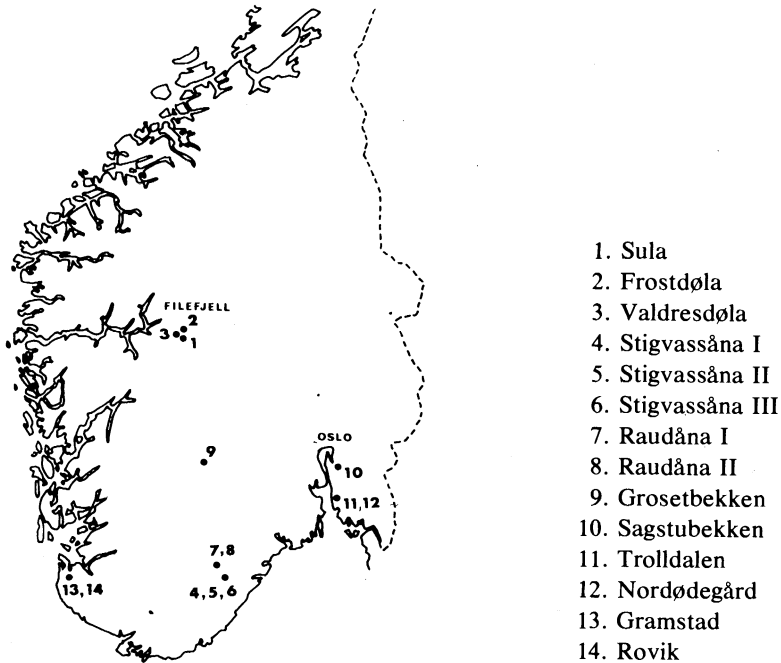 FILEFJELL
2
3
1
OSLO
9
10
11,12
7,8
13,14
4,5,6
1. Sula
2. Frostdøla
3. Valdresdøla
4. Stigvassåna I
5. Stigvassåna II
6. Stigvassåna III
7. Raudåna I
8. Raudåna II
9. Grosetbekken
10. Sagstubekken
11. Trolldalen
12. Nordødegård
13. Gramstad
14. Rovik